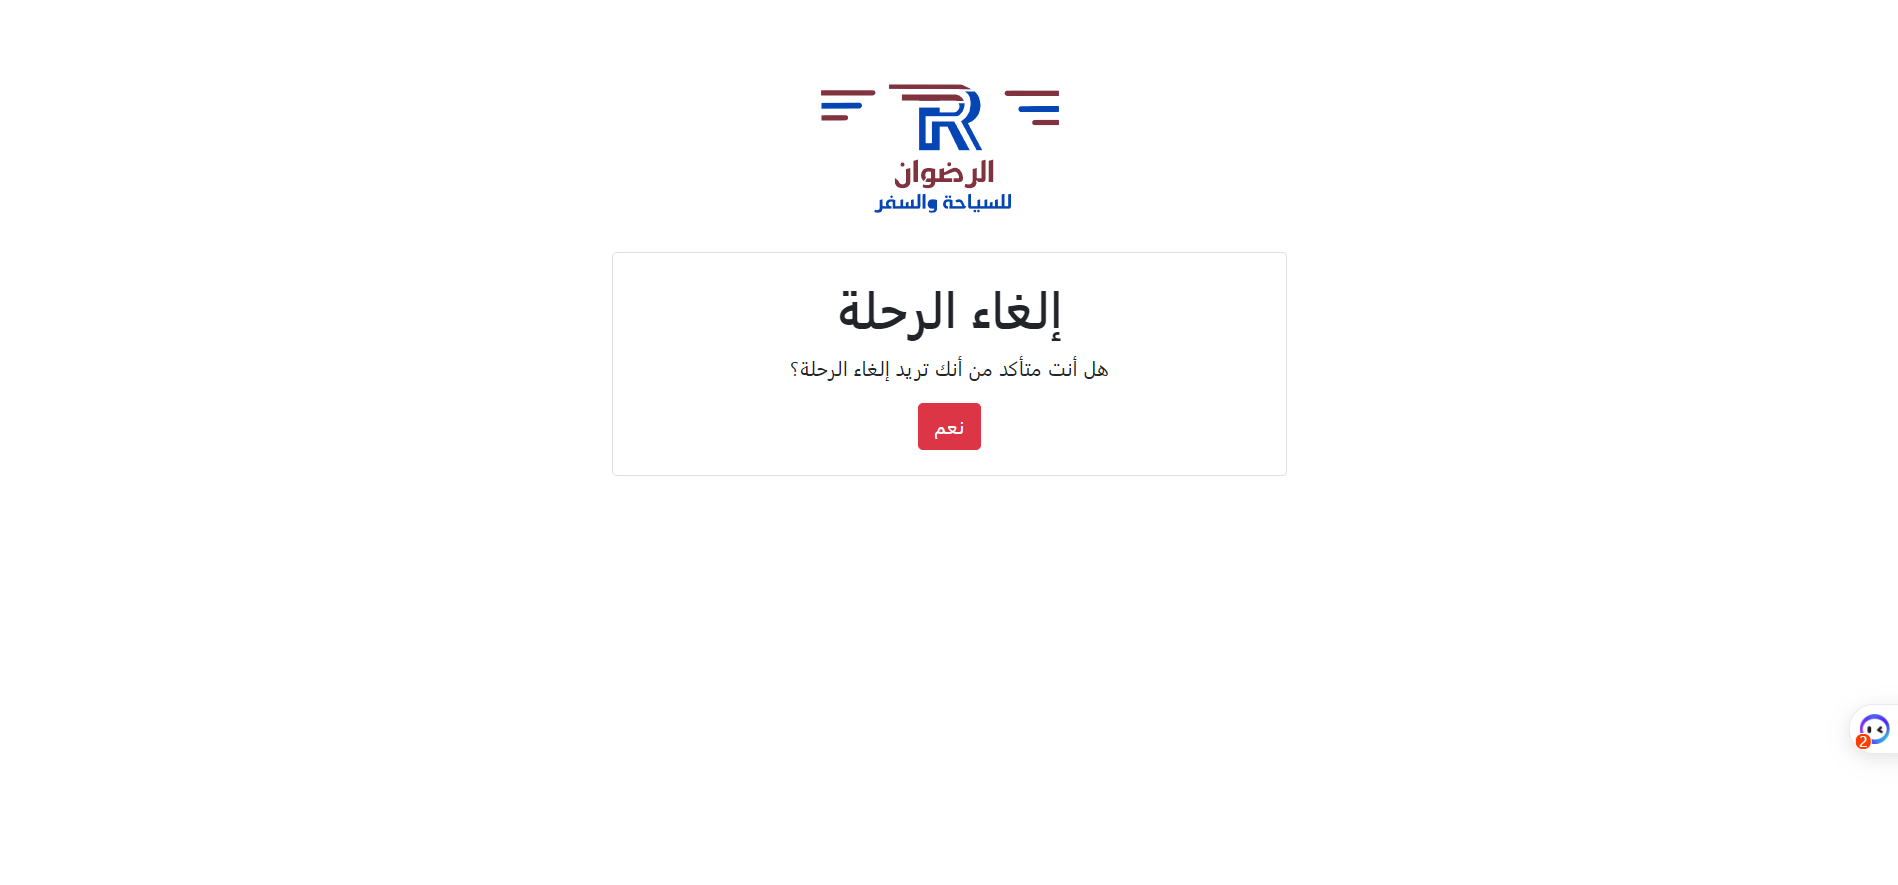 الرضوان
للسياحة والسفر
إلغاء الرحلة
هل أنت متأكد من أنك تريد إلغاء الرحلة؟
نعم
2